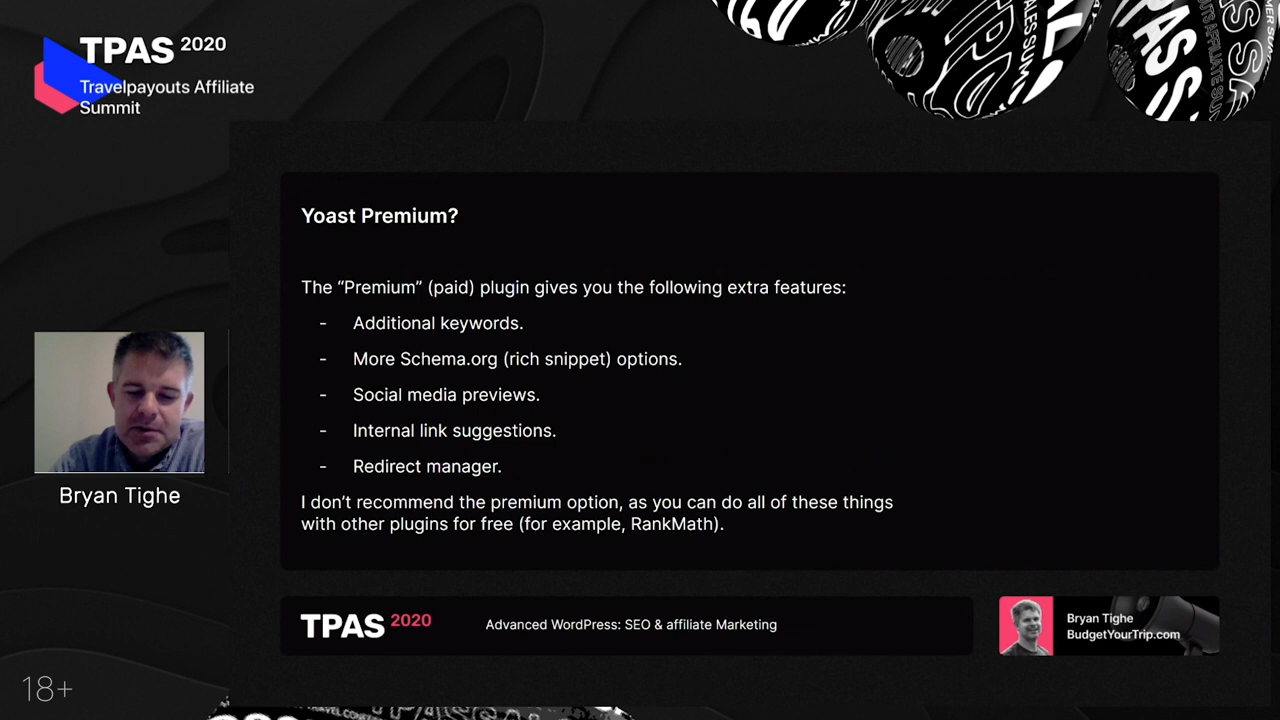 TPAS 2020
Travelpayouts Affiliate
Summit
Yoast Premium?
The “Premium” (paid) plugin gives you the following extra features:
- Additional keywords.
- More Schema.org (rich snippet) options.
- Social media previews.
- Internal link suggestions.
- Redirect manager.
I don’t recommend the premium option, as you can do all of these things
with other plugins for free (for example, RankMath).
Bryan Tighe
TPAS 2020
Advanced WordPress: SEO & affiliate Marketing
Bryan Tighe
BudgetYourTrip.com
18+